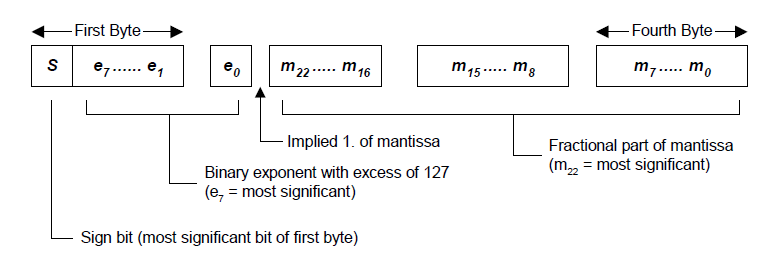 First Byte
Fourth Byte
S e7...... e1 e0 m22..... m16 m15..... m8 m7..... m0
Implied 1. of mantissa
Fractional part of mantissa
(m22 = most significant)
Binary exponent with excess of 127
(e7 = most significant)
Sign bit (most significant bit of first byte)